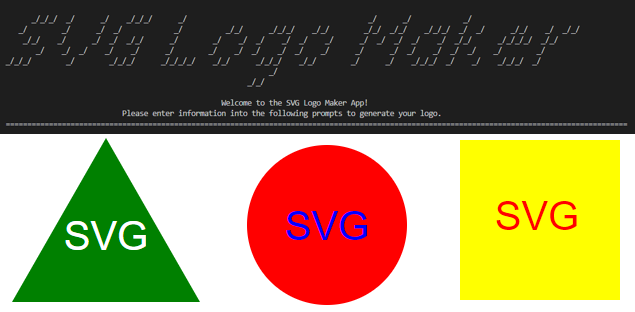 SVG Logo Maker
Welcome to the SVG Logo Maker App!
Please enter information into the following prompts to generate your logo.
SVG
SVG
SVG